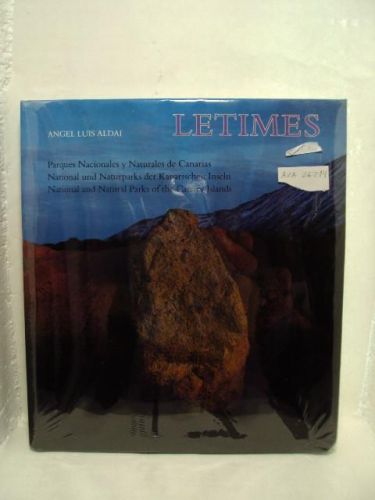 ANGEL LUIS ALDAI
LETIMES
Parques Nacionales y Naturales de Canarias
National und Naturparks der Kanarischen Inseln
National and Natural Parks of the Canary Islands